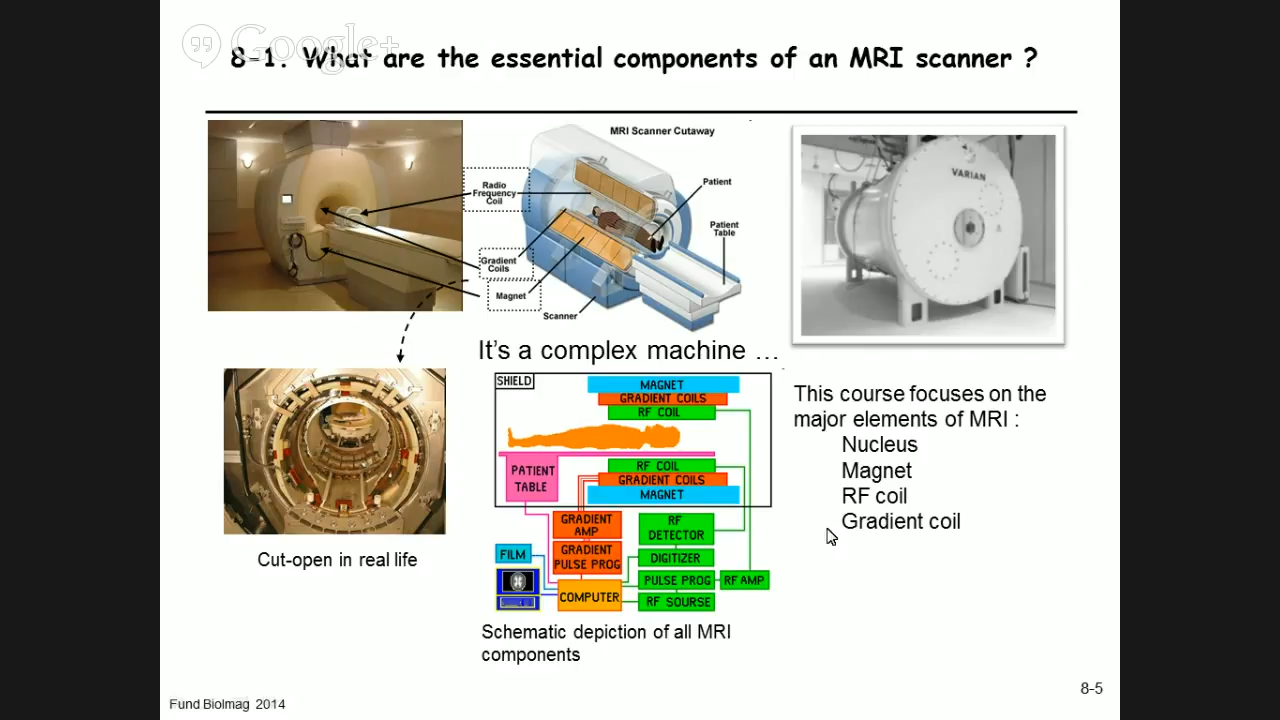 Google+
8-1. What are the essential components of an MRI scanner ?
MRI Scanner Cutaway
Radio
Frequency
Coil
Patient
Patient
Table
Gradient
Coils
Magnet
Scanner
VARIAN
It's a complex machine ...
SHIELD
MAGNET
GRADIENT COILS
RF COIL
RF COIL
GRADIENT COILS
MAGNET
PATIENT
TABLE
GRADIENT
AMP
RF
DETECTOR
FILM
GRADIENT
PULSE PROG
DIGITIZER
COMPUTER
PULSE PROG
RF AMP
RF SOURSE
Cut-open in real life
Schematic depiction of all MRI
components
This course focuses on the
major elements of MRI :
Nucleus
Magnet
RF coil
Gradient coil
8-5
Fund BioImag 2014